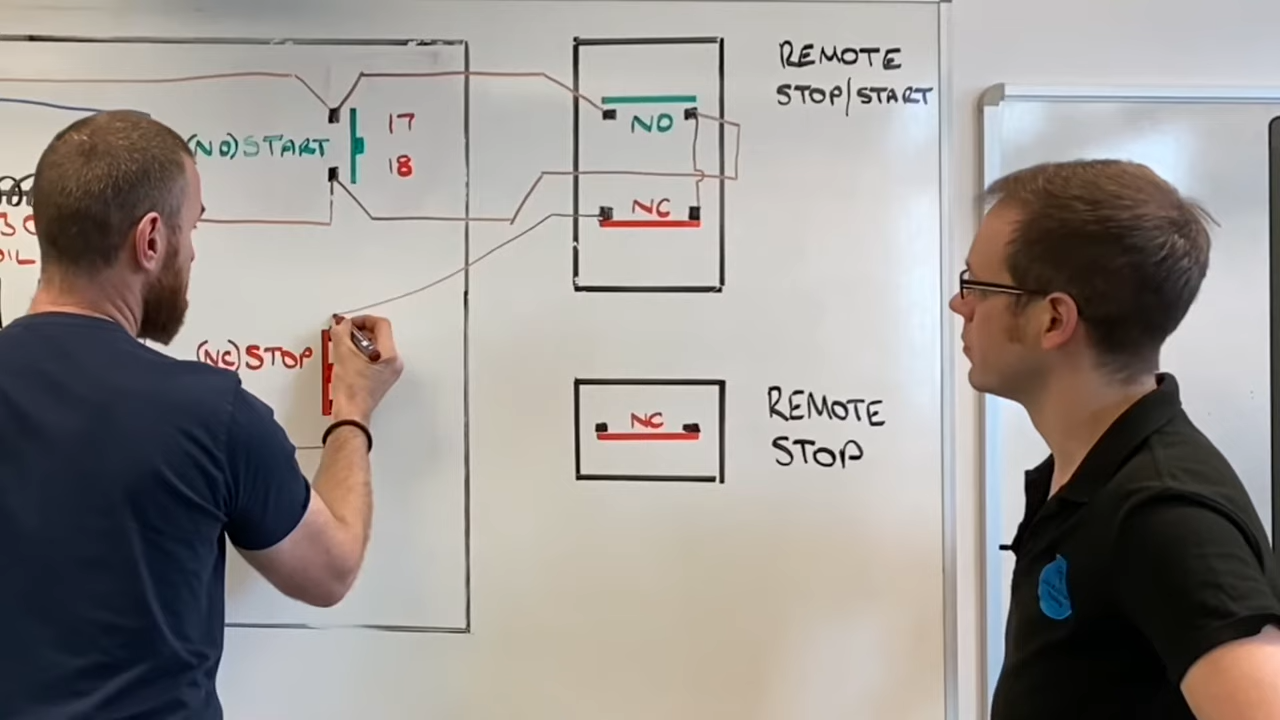 (NO) START
17
18
(NC) STOP
NO
NC
REMOTE
STOP/START
NC
REMOTE
STOP